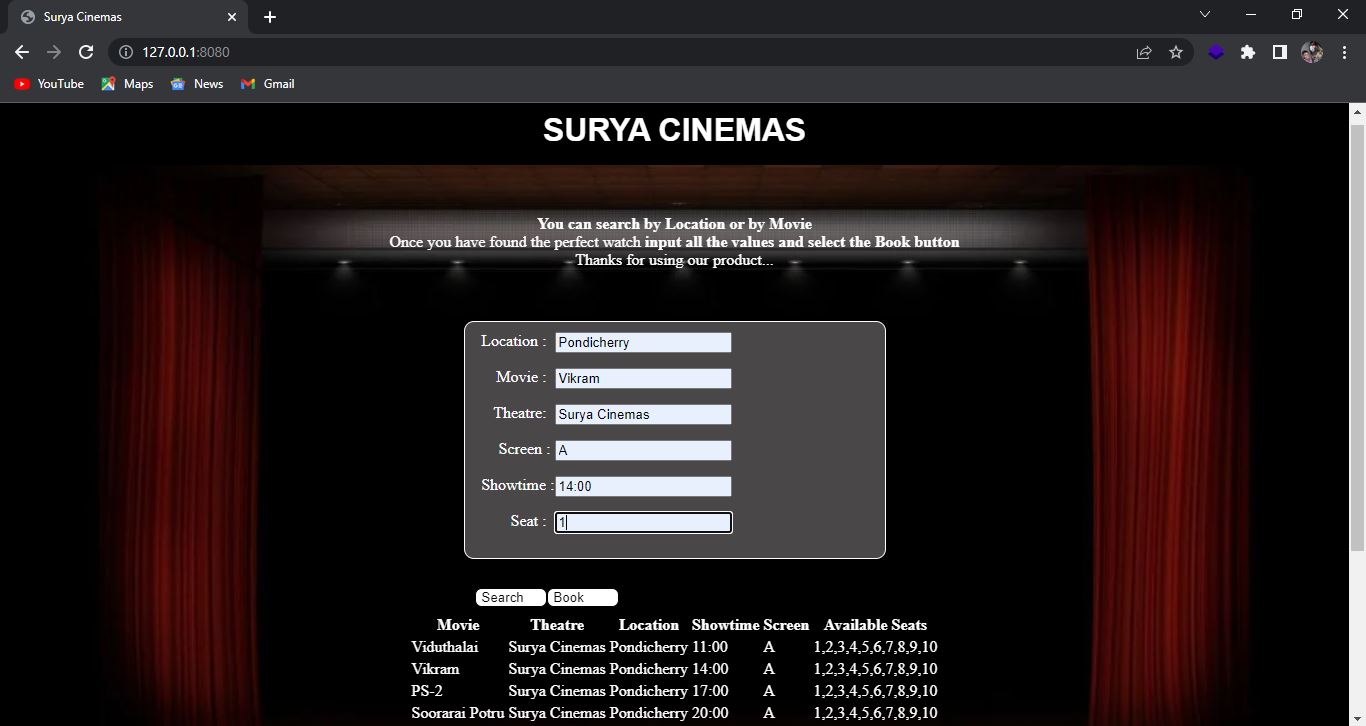 Surya Cinemas
127.0.0.1:8080
YouTube Maps News Gmail
SURYA CINEMAS
You can search by Location or by Movie
Once you have found the perfect watch input all the values and select the Book button
Thanks for using our product...
Location : Pondicherry
Movie : Vikram
Theatre: Surya Cinemas
Screen : A
Showtime : 14:00
Seat : 1
Search Book
Movie Theatre Location Showtime Screen Available Seats
Viduthalai Surya Cinemas Pondicherry 11:00 A 1,2,3,4,5,6,7,8,9,10
Vikram Surya Cinemas Pondicherry 14:00 A 1,2,3,4,5,6,7,8,9,10
PS-2 Surya Cinemas Pondicherry 17:00 A 1,2,3,4,5,6,7,8,9,10
Soorarai Potru Surya Cinemas Pondicherry 20:00 A 1,2,3,4,5,6,7,8,9,10